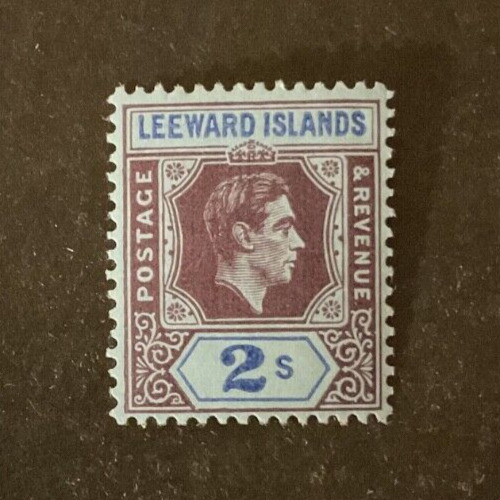 LEEWARD ISLANDS
POSTAGE
& REVENUE
2s